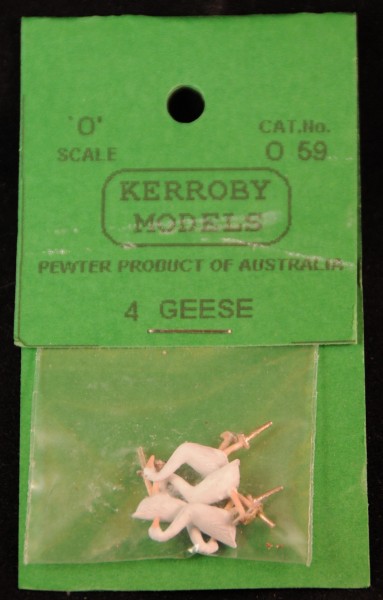 'O' CAT.No.
SCALE O 59
KERROBY
MODELS
PEWTER PRODUCT OF AUSTRALIA
4 GEESE